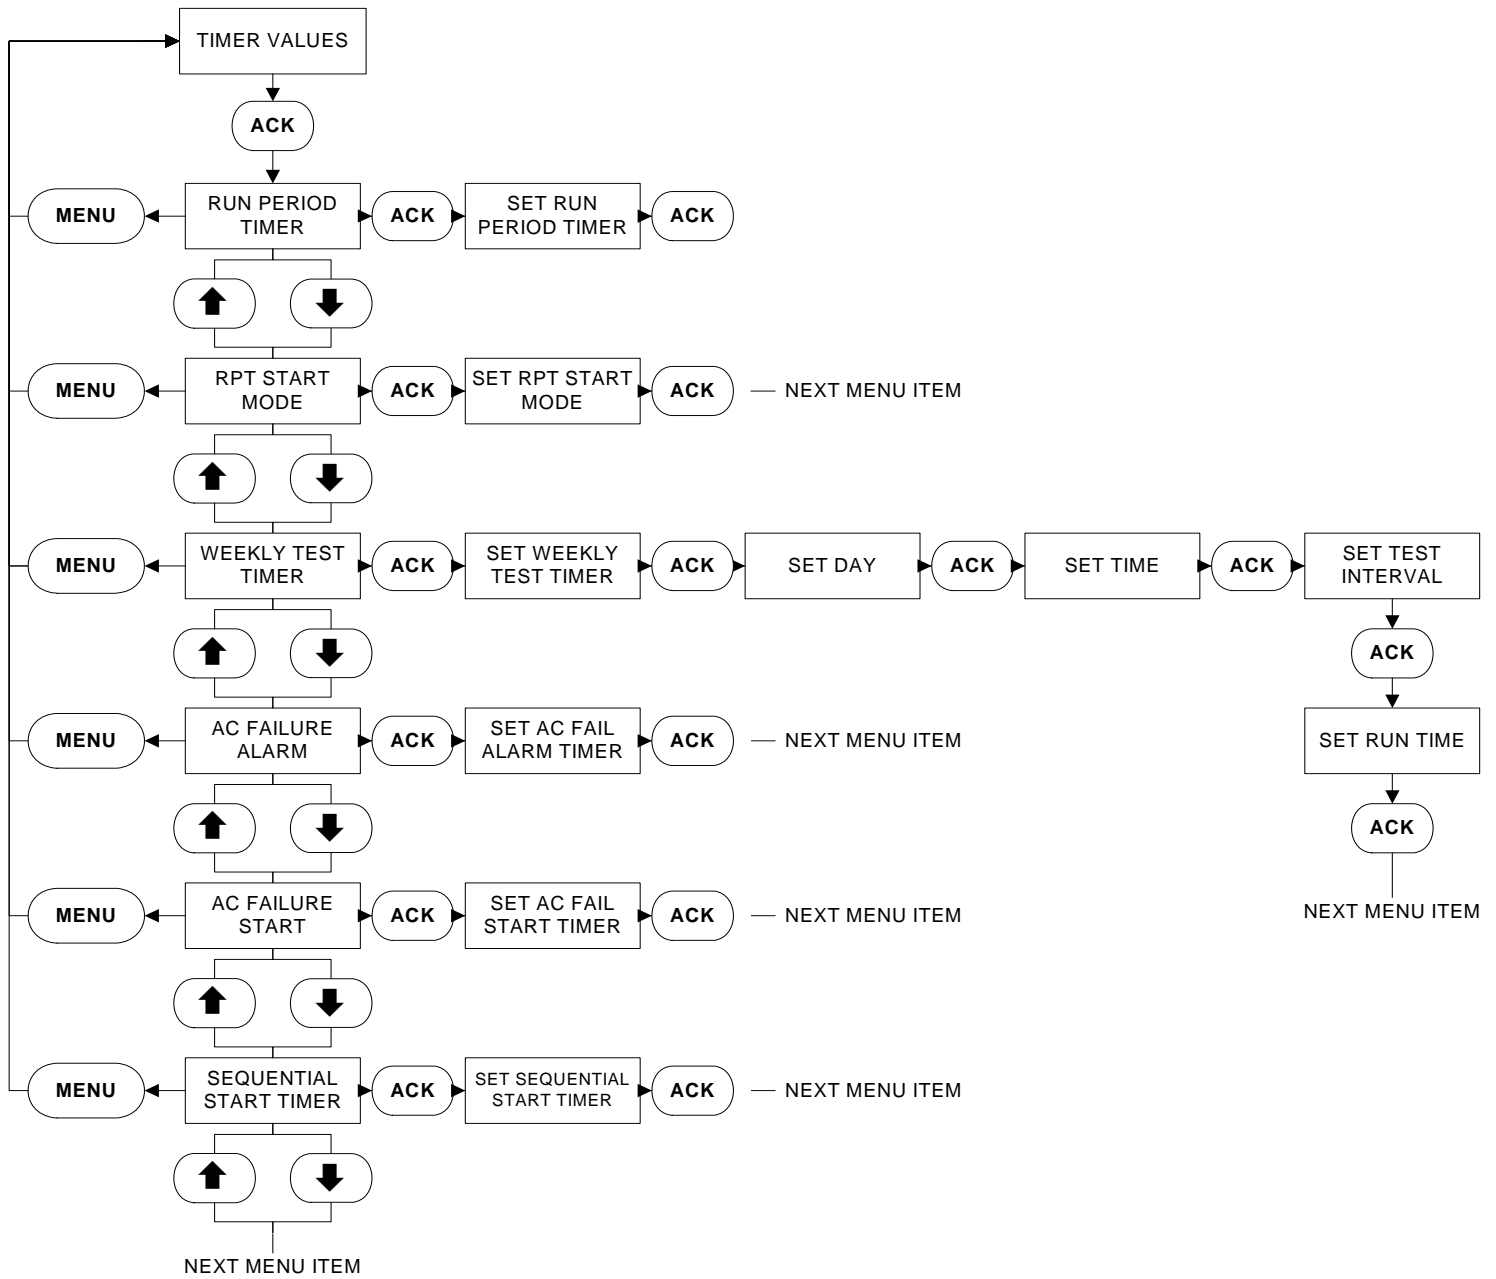 TIMER VALUES
ACK
MENU
RUN PERIOD
TIMER
ACK
SET RUN
PERIOD TIMER
ACK
MENU
RPT START
MODE
ACK
SET RPT START
MODE
ACK
NEXT MENU ITEM
MENU
WEEKLY TEST
TIMER
ACK
SET WEEKLY
TEST TIMER
ACK
SET DAY
ACK
SET TIME
ACK
SET TEST
INTERVAL
ACK
MENU
AC FAILURE
ALARM
ACK
SET AC FAIL
ALARM TIMER
ACK
NEXT MENU ITEM
SET RUN TIME
ACK
MENU
AC FAILURE
START
ACK
SET AC FAIL
START TIMER
ACK
NEXT MENU ITEM
NEXT MENU ITEM
MENU
SEQUENTIAL
START TIMER
ACK
SET SEQUENTIAL
START TIMER
ACK
NEXT MENU ITEM
NEXT MENU ITEM